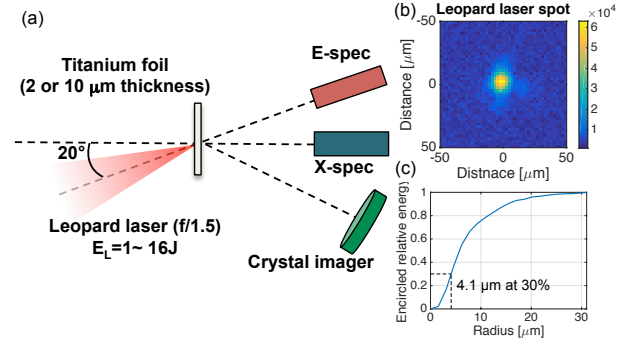 (a)
Titanium foil
(2 or 10 μm thickness)
20°
Leopard laser (f/1.5)
E_L=1~ 16J
E-spec
X-spec
Crystal imager
(b)
Leopard laser spot
×10⁴
-50
0
50
Distance [μm]
-50
0
50
Distnace [μm]
6
5
4
3
2
1
(c)
1.0
0.8
0.6
0.4
0.2
0
Encircled relative energy
4.1 μm at 30%
0
10
20
30
Radius [μm]